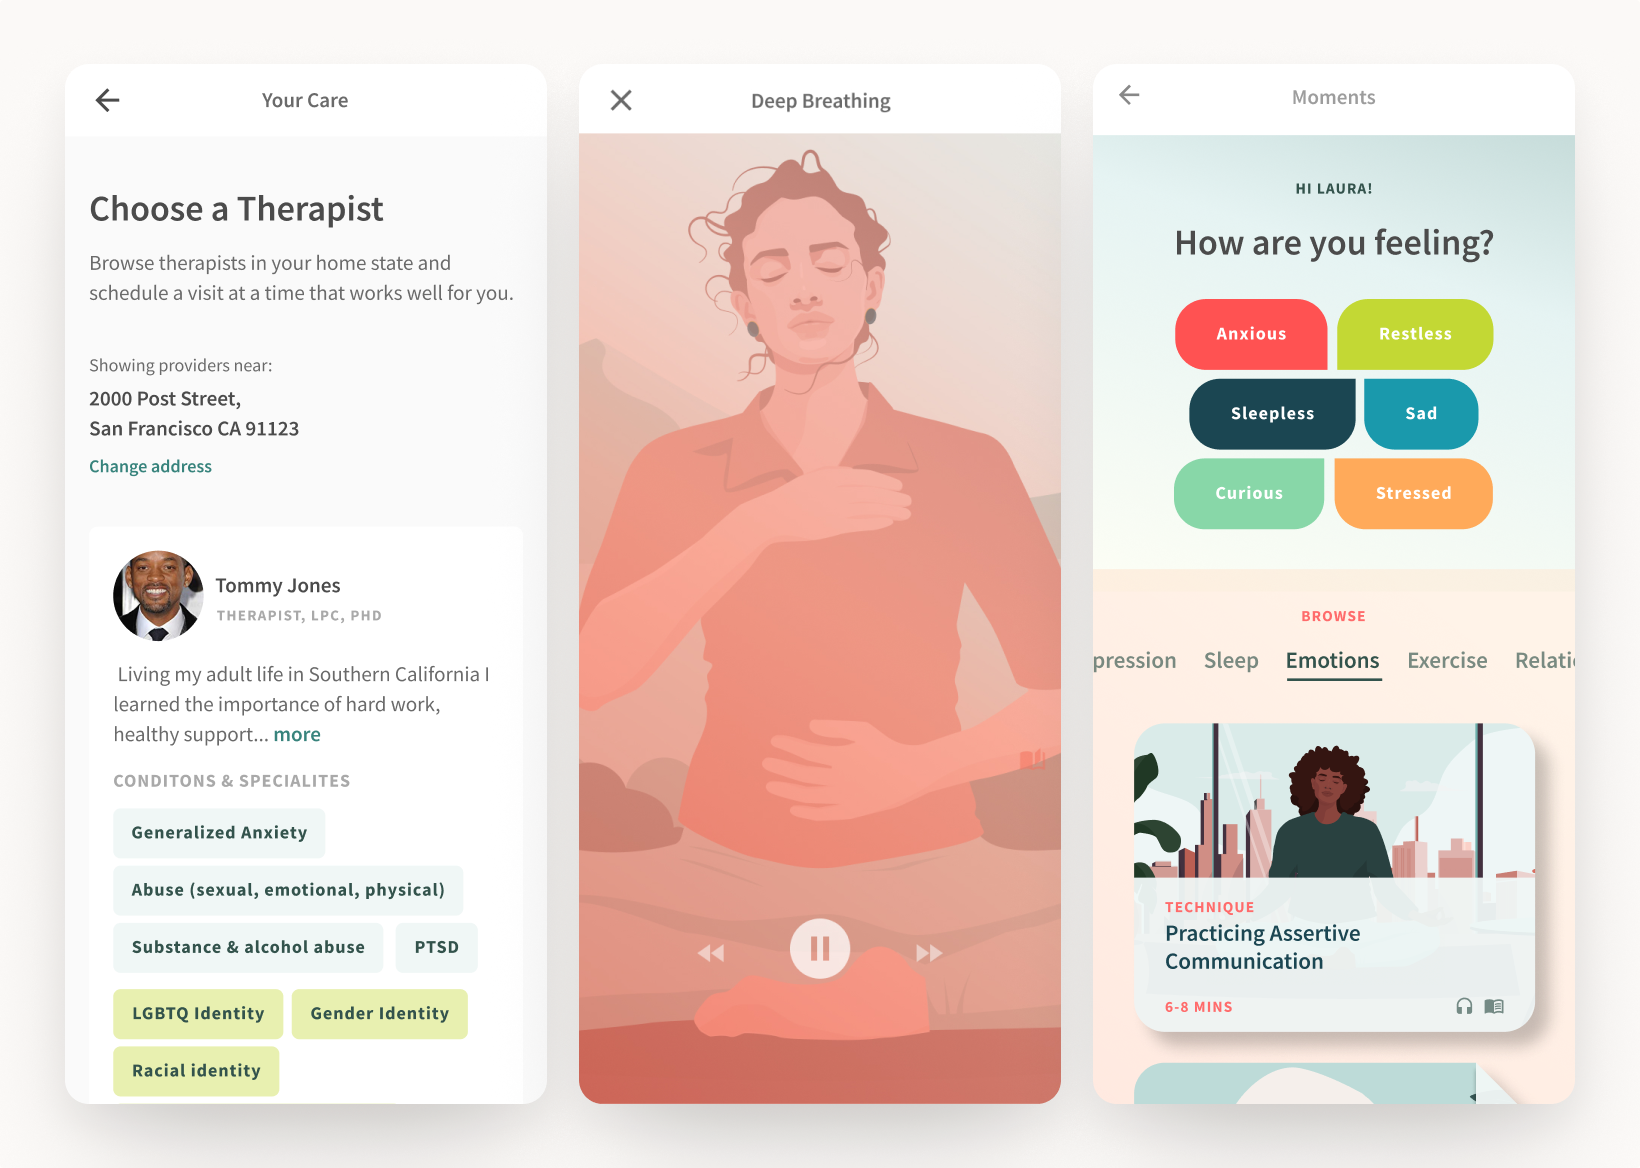 Your Care
Choose a Therapist
Browse therapists in your home state and
schedule a visit at a time that works well for you.
Showing providers near:
2000 Post Street,
San Francisco CA 91123
Change address
Tommy Jones
THERAPIST, LPC, PHD
Living my adult life in Southern California I
learned the importance of hard work,
healthy support... more
CONDITONS & SPECIALITES
Generalized Anxiety
Abuse (sexual, emotional, physical)
Substance & alcohol abuse
PTSD
LGBTQ Identity
Gender Identity
Racial identity
Deep Breathing
Moments
HI LAURA!
How are you feeling?
Anxious
Restless
Sleepless
Sad
Curious
Stressed
BROWSE
pression Sleep Emotions Exercise Relati
TECHNIQUE
Practicing Assertive
Communication
6-8 MINS